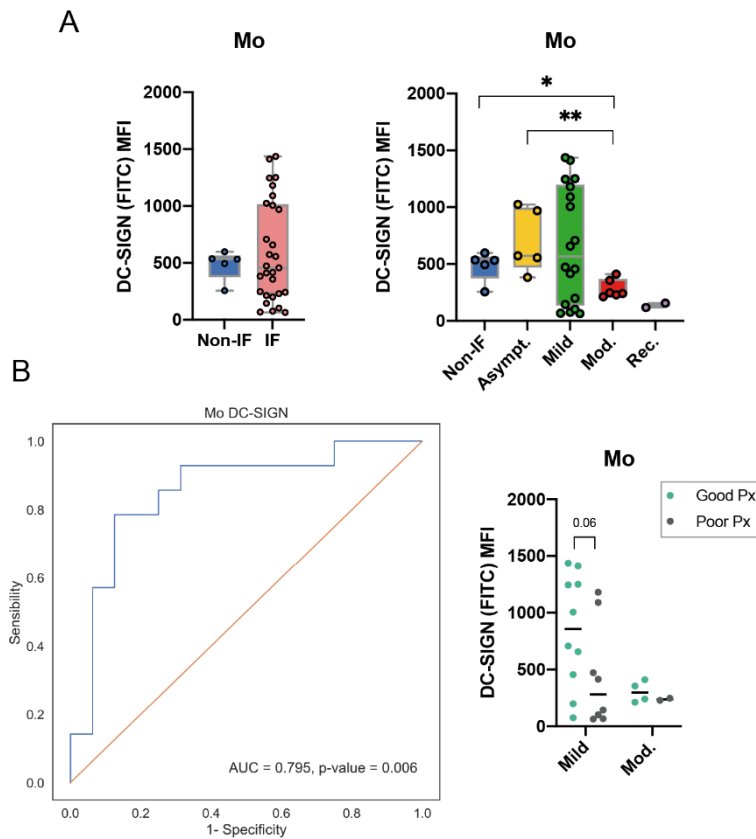 A
Mo
DC-SIGN (FITC) MFI
2000
1500
1000
500
0
Non-IF
IF
Mo
DC-SIGN (FITC) MFI
2000
1500
1000
500
0
*
**
Non-IF
Asympt.
Mild
Mod.
Rec.
B
Mo DC-SIGN
Sensibility
1.0
0.8
0.6
0.4
0.2
0.0
AUC = 0.795, p-value = 0.006
0.0 0.2 0.4 0.6 0.8 1.0
1- Specificity
Mo
DC-SIGN (FITC) MFI
2000
1500
1000
500
0
0.06
Good Px
Poor Px
Mild
Mod.